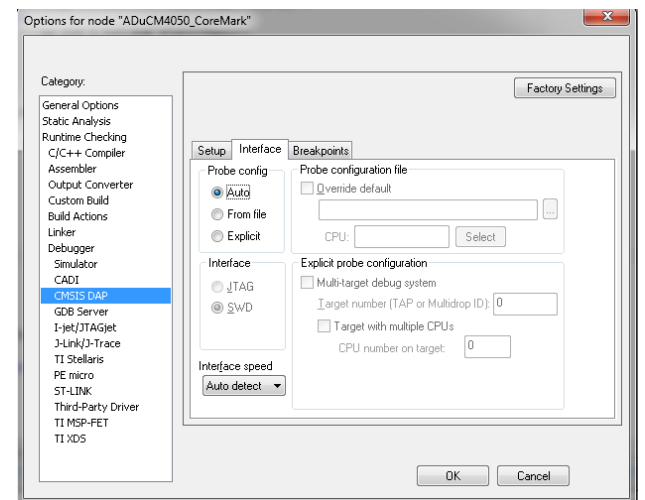 Options for node "ADuCM4050_CoreMark"
Category:
General Options
Static Analysis
Runtime Checking
C/C++ Compiler
Assembler
Output Converter
Custom Build
Build Actions
Linker
Debugger
Simulator
CADI
CMSIS DAP
GDB Server
I-jet/JTAGjet
J-Link/J-Trace
TI Stellaris
PE micro
ST-LINK
Third-Party Driver
TI MSP-FET
TI XDS
Factory Settings
Setup Interface Breakpoints
Probe config
Auto
From file
Explicit
Probe configuration file
Override default
...
CPU: Select
Interface
JTAG
SWD
Explicit probe configuration
Multi-target debug system
Target number (TAP or Multidrop ID): 0
Target with multiple CPUs
CPU number on target: 0
Interface speed
Auto detect
OK Cancel